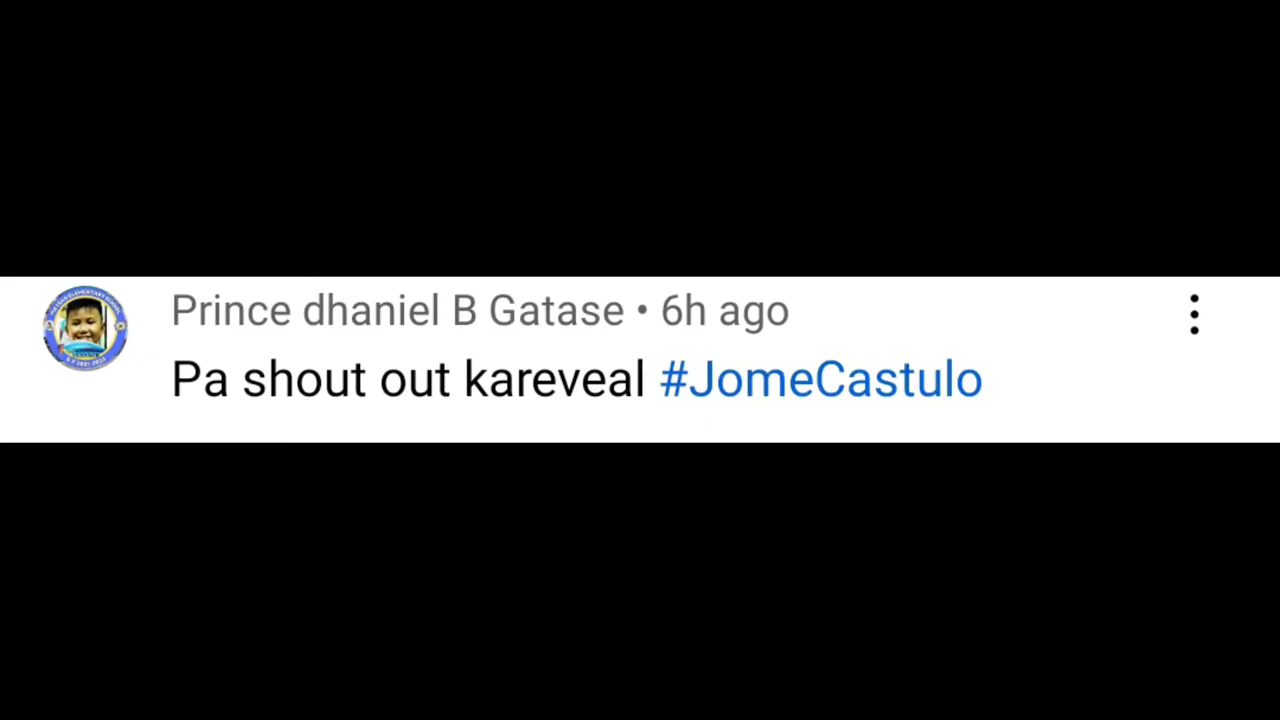 Prince dhaniel B Gatase • 6h ago
Pa shout out kareveal #JomeCastulo